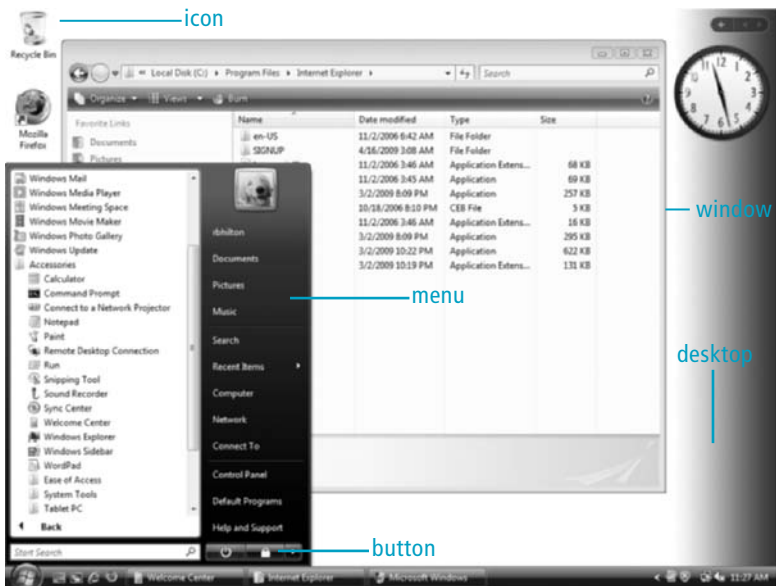 icon
Recycle Bin
Mozilla
Firefox
Local Disk (C:) ▸ Program Files ▸ Internet Explorer ▸
Search
Organize Views Burn
Favorite Links
Documents
Pictures
Name Date modified Type Size
en-US 11/2/2006 6:42 AM File Folder
SIGNUP 4/16/2009 3:08 AM File Folder
11/2/2006 3:46 AM Application Extens... 68 KB
11/2/2006 3:45 AM Application 69 KB
3/2/2009 8:09 PM Application 257 KB
10/18/2006 8:10 PM CEB File 5 KB
11/2/2006 3:46 AM Application Extens... 16 KB
3/2/2009 8:09 PM Application 295 KB
3/2/2009 10:22 PM Application 622 KB
3/2/2009 10:19 PM Application Extens... 131 KB
window
menu
desktop
button
Windows Mail
Windows Media Player
Windows Meeting Space
Windows Movie Maker
Windows Photo Gallery
Windows Update
Accessories
Calculator
Command Prompt
Connect to a Network Projector
Notepad
Paint
Remote Desktop Connection
Run
Snipping Tool
Sound Recorder
Sync Center
Welcome Center
Windows Explorer
Windows Sidebar
WordPad
Ease of Access
System Tools
Tablet PC
Back
Start Search
rbhilton
Documents
Pictures
Music
Search
Recent Items
Computer
Network
Connect To
Control Panel
Default Programs
Help and Support
Welcome Center
Internet Explorer
Microsoft Windows
11:27 AM